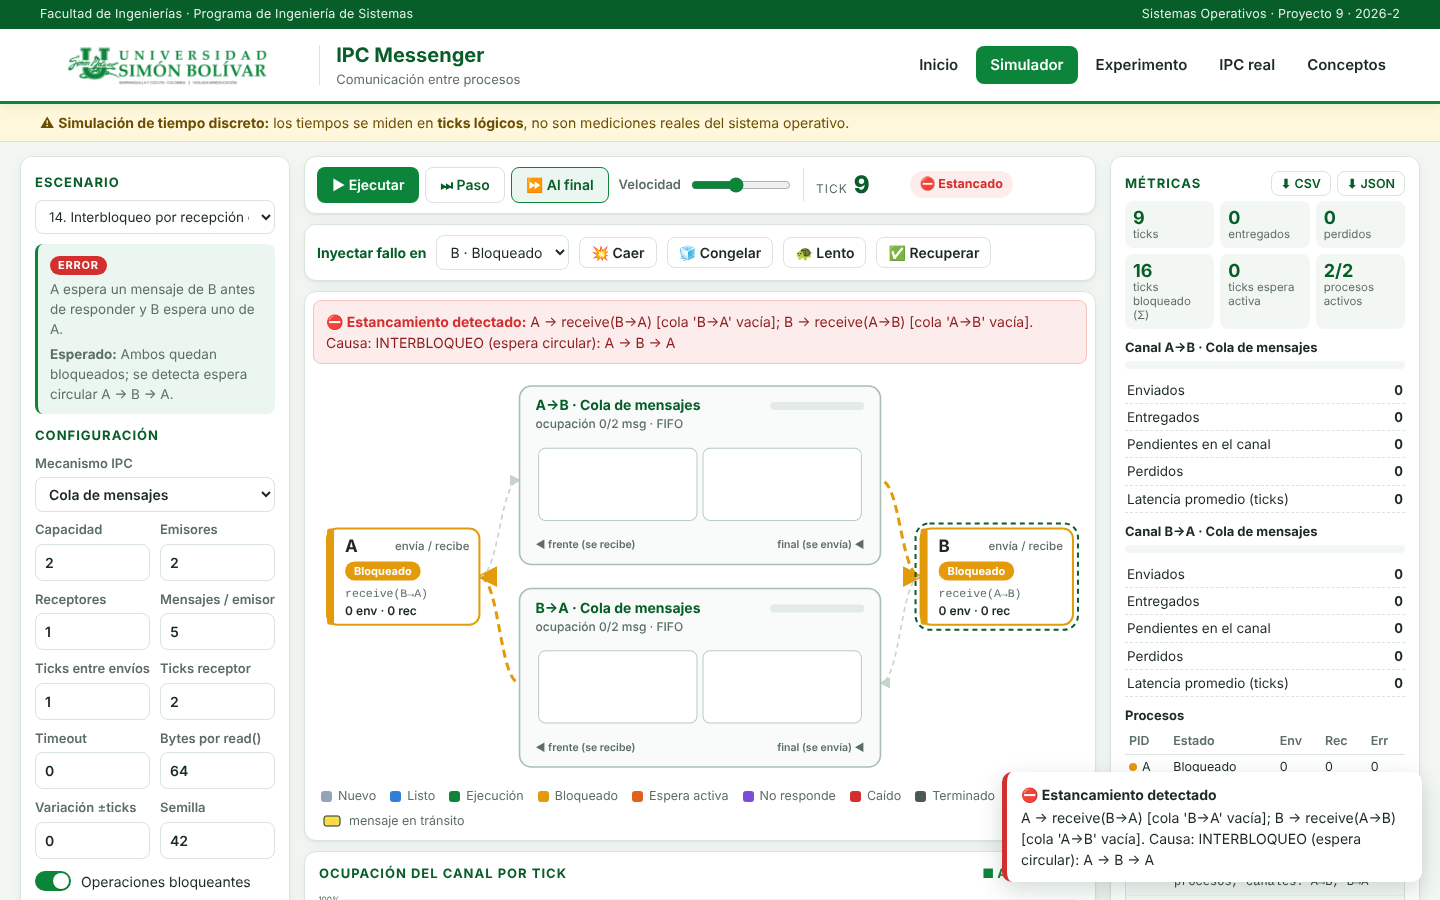 Facultad de Ingenierías · Programa de Ingeniería de Sistemas
Sistemas Operativos · Proyecto 9 · 2026-2
UNIVERSIDAD
SIMÓN BOLÍVAR
IPC Messenger
Comunicación entre procesos
Inicio
Simulador
Experimento
IPC real
Conceptos
⚠ Simulación de tiempo discreto: los tiempos se miden en ticks lógicos, no son mediciones reales del sistema operativo.
ESCENARIO
14. Interbloqueo por recepción
ERROR
A espera un mensaje de B antes
de responder y B espera uno de
A.
Esperado: Ambos quedan
bloqueados; se detecta espera
circular A → B → A.
CONFIGURACIÓN
Mecanismo IPC
Cola de mensajes
Capacidad
Emisores
2
2
Receptores
Mensajes / emisor
1
5
Ticks entre envíos
Ticks receptor
1
2
Timeout
Bytes por read()
0
64
Variación ±ticks
Semilla
0
42
Operaciones bloqueantes
▶ Ejecutar
⏭ Paso
⏩ Al final
Velocidad
TICK 9
⛔ Estancado
Inyectar fallo en
B · Bloqueado
💥 Caer
🧊 Congelar
🐢 Lento
✅ Recuperar
⛔ Estancamiento detectado: A → receive(B→A) [cola 'B→A' vacía]; B → receive(A→B) [cola 'A→B' vacía].
Causa: INTERBLOQUEO (espera circular): A → B → A
A→B · Cola de mensajes
ocupación 0/2 msg · FIFO
◀ frente (se recibe)
final (se envía) ◀
A
envía / recibe
Bloqueado
receive(B→A)
0 env · 0 rec
B
envía / recibe
Bloqueado
receive(A→B)
0 env · 0 rec
B→A · Cola de mensajes
ocupación 0/2 msg · FIFO
◀ frente (se recibe)
final (se envía) ◀
Nuevo
Listo
Ejecución
Bloqueado
Espera activa
No responde
Caído
Terminado
mensaje en tránsito
OCUPACIÓN DEL CANAL POR TICK
100%
MÉTRICAS
⬇ CSV
⬇ JSON
9
ticks
0
entregados
0
perdidos
16
ticks
bloqueado
(Σ)
0
ticks espera
activa
2/2
procesos
activos
Canal A→B · Cola de mensajes
Enviados 0
Entregados 0
Pendientes en el canal 0
Perdidos 0
Latencia promedio (ticks) 0
Canal B→A · Cola de mensajes
Enviados 0
Entregados 0
Pendientes en el canal 0
Perdidos 0
Latencia promedio (ticks) 0
Procesos
PID Estado Env Rec Err
A Bloqueado 0 0 0
⛔ Estancamiento detectado
A → receive(B→A) [cola 'B→A' vacía]; B → receive(A→B)
[cola 'A→B' vacía]. Causa: INTERBLOQUEO (espera
circular): A → B → A